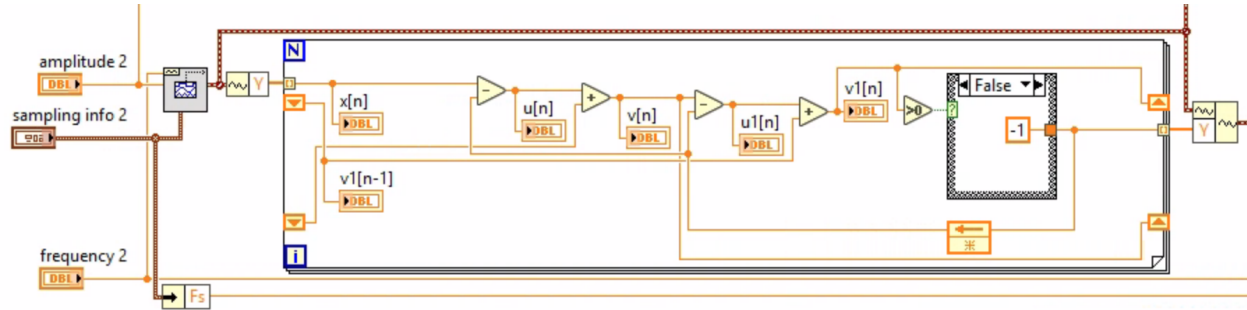 amplitude 2
DBL
sampling info 2
Y
N
x[n]
DBL
v1[n-1]
DBL
u[n]
DBL
v[n]
DBL
u1[n]
DBL
v1[n]
DBL
>0
False
?
-1
Y
i
frequency 2
DBL
Fs